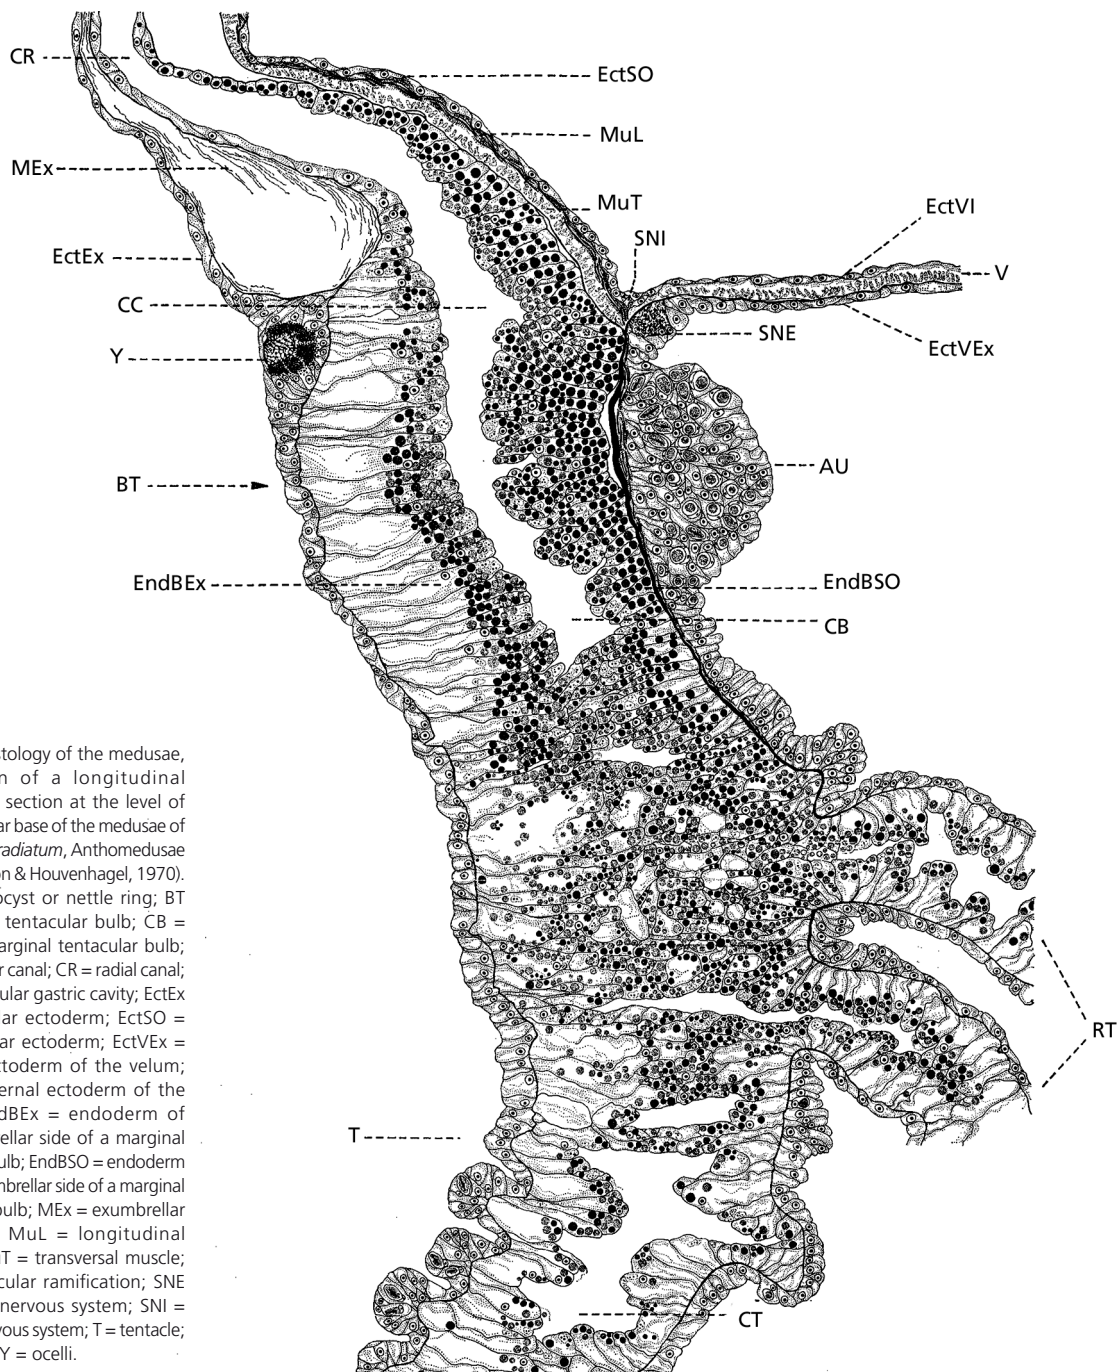 CR
EctSO
MuL
MEx
MuT
EctVI
SNI
EctEx
V
CC
SNE
Y
EctVEx
AU
BT
EndBEx
EndBSO
CB
RT
T
CT
tology of the medusae,
of a longitudinal
section at the level of
ar base of the medusae of
radiatum, Anthomedusae
n & Houvenhagel, 1970).
ocyst or nettle ring; BT
tentacular bulb; CB =
arginal tentacular bulb;
r canal; CR = radial canal;
ular gastric cavity; EctEx
lar ectoderm; EctSO =
ar ectoderm; EctVEx =
ctoderm of the velum;
ernal ectoderm of the
dBEx = endoderm of
rellar side of a marginal
ulb; EndBSO = endoderm
mbrellar side of a marginal
bulb; MEx = exumbrellar
MuL = longitudinal
T = transversal muscle;
cular ramification; SNE
nervous system; SNI =
vous system; T = tentacle;
Y = ocelli.